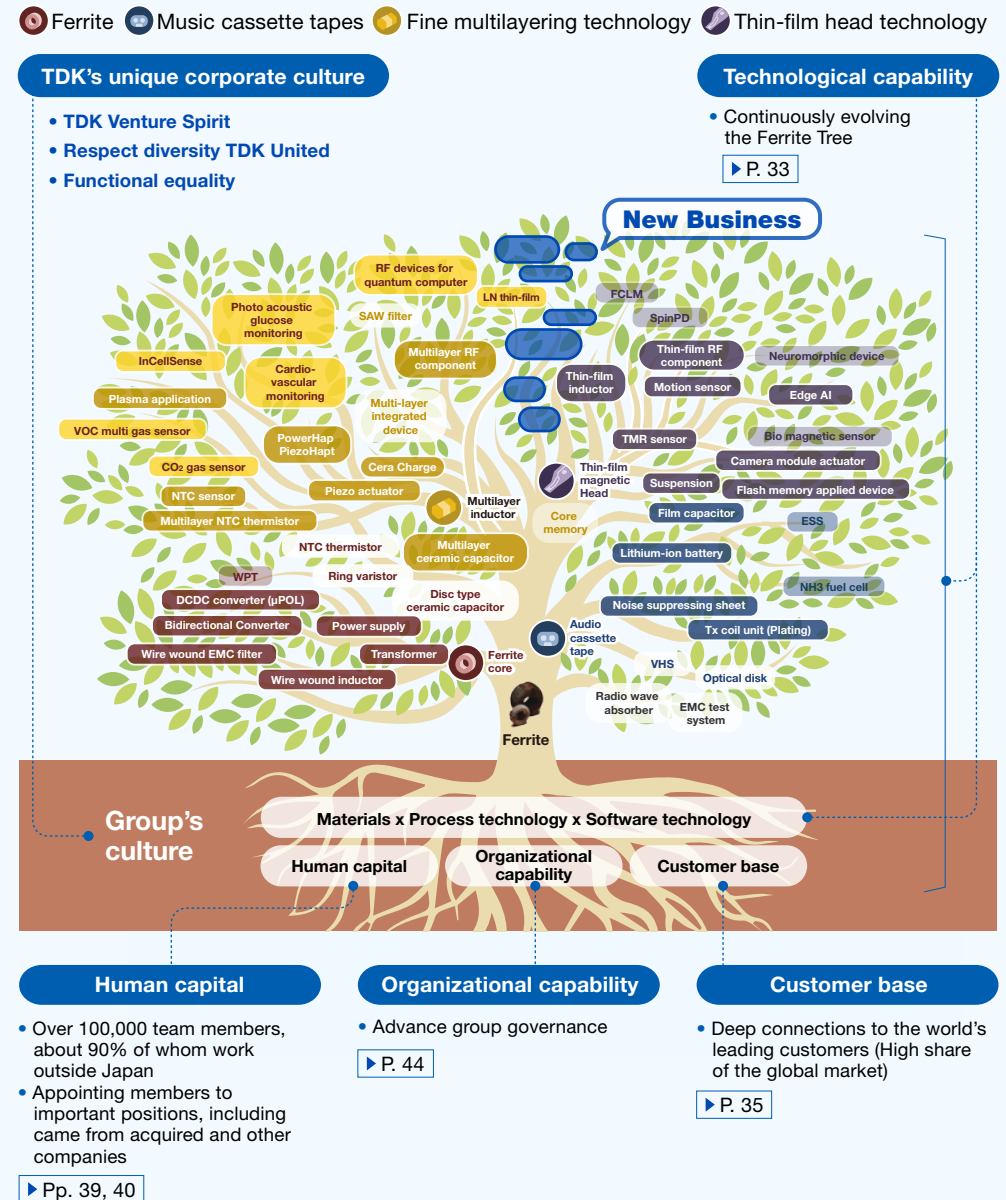 Ferrite Music cassette tapes Fine multilayering technology Thin-film head technology
TDK's unique corporate culture
• TDK Venture Spirit
• Respect diversity TDK United
• Functional equality
Technological capability
• Continuously evolving
the Ferrite Tree
P. 33
New Business
RF devices for
quantum computer
LN thin-film
Photo acoustic
glucose
monitoring
SAW filter
InCellSense
Cardio-
vascular
monitoring
Multilayer RF
component
Plasma application
Multi-layer
integrated
device
VOC multi gas sensor
PowerHap
PiezoHapt
CO₂ gas sensor
Cera Charge
NTC sensor
Piezo actuator
Multilayer NTC thermistor
Multilayer
inductor
NTC thermistor
Multilayer
ceramic capacitor
FCLM
SpinPD
Thin-film RF
component
Neuromorphic device
Thin-film
inductor
Motion sensor
Edge AI
TMR sensor
Bio magnetic sensor
Camera module actuator
Thin-film
magnetic
Head
Suspension
Flash memory applied device
Core
memory
Film capacitor
ESS
Lithium-ion battery
WPT
Ring varistor
NH3 fuel cell
DCDC converter (μPOL)
Disc type
ceramic capacitor
Noise suppressing sheet
Bidirectional Converter
Power supply
Audio
cassette
tape
Tx coil unit (Plating)
Wire wound EMC filter
Transformer
Ferrite
core
VHS
Optical disk
Wire wound inductor
Radio wave
absorber
EMC test
system
Ferrite
Group's
culture
Materials x Process technology x Software technology
Human capital
Organizational
capability
Customer base
Human capital
• Over 100,000 team members,
about 90% of whom work
outside Japan
• Appointing members to
important positions, including
came from acquired and other
companies
Pp. 39, 40
Organizational capability
• Advance group governance
P. 44
Customer base
• Deep connections to the world's
leading customers (High share
of the global market)
P. 35